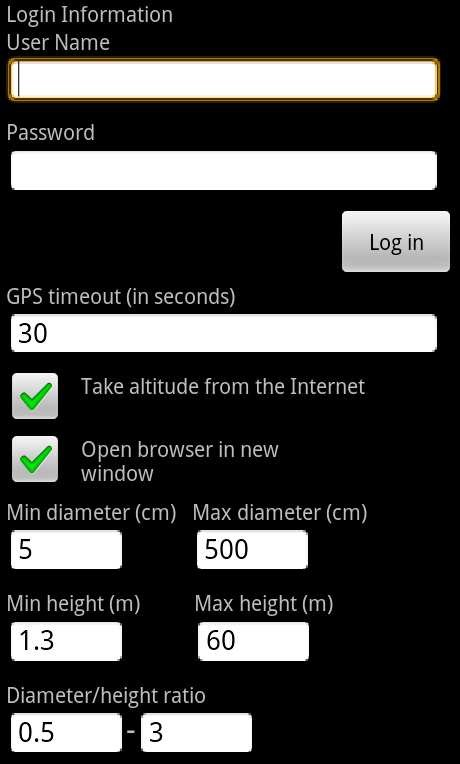 Login Information
User Name
Password
Log in
GPS timeout (in seconds)
30
Take altitude from the Internet
Open browser in new
window
Min diameter (cm) Max diameter (cm)
5 500
Min height (m) Max height (m)
1.3 60
Diameter/height ratio
0.5 - 3